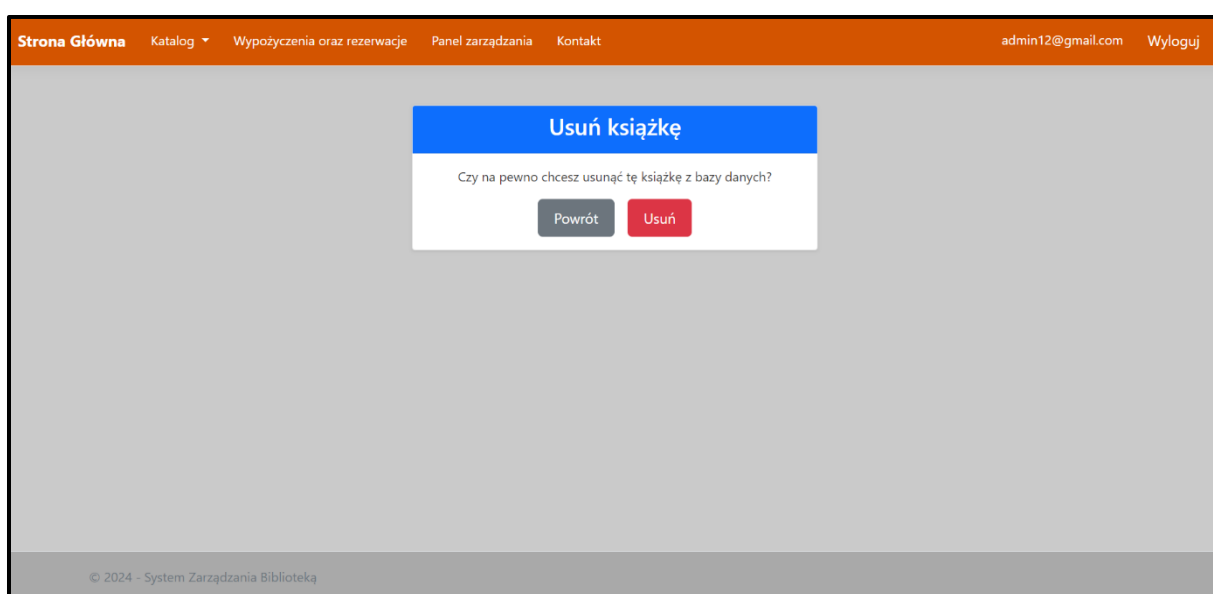 Strona Główna Katalog Wypożyczenia oraz rezerwacje Panel zarządzania Kontakt admin12@gmail.com Wyloguj
Usuń książkę
Czy na pewno chcesz usunąć tę książkę z bazy danych?
Powrót Usuń
© 2024 - System Zarządzania Biblioteką